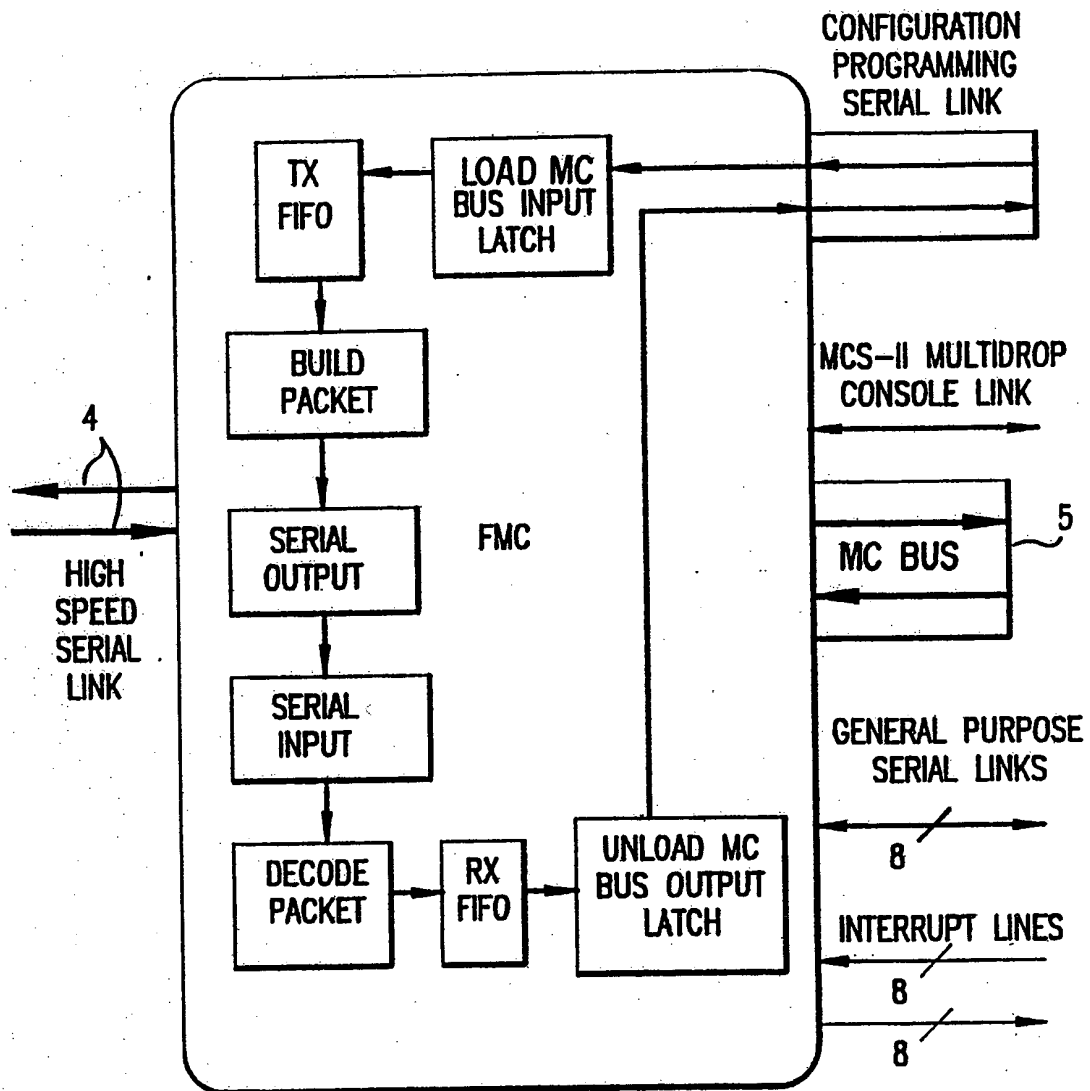 CONFIGURATION
PROGRAMMING
SERIAL LINK
TX
FIFO
LOAD MC
BUS INPUT
LATCH
BUILD
PACKET
MCS-II MULTIDROP
CONSOLE LINK
4
SERIAL
OUTPUT
FMC
5
MC BUS
HIGH
SPEED
SERIAL
LINK
SERIAL
INPUT
GENERAL PURPOSE
SERIAL LINKS
8
DECODE
PACKET
RX
FIFO
UNLOAD MC
BUS OUTPUT
LATCH
INTERRUPT LINES
8
8